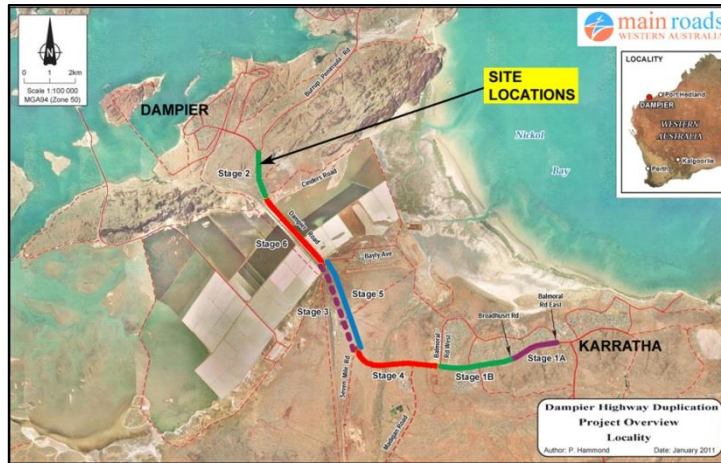 main roads
WESTERN AUSTRALIA
N
0 1 2km
Scale 1:100 000
MGA94 (Zone 50)
DAMPIER
Burrup Peninsula Rd
SITE
LOCATIONS
LOCALITY
Port Hedland
DAMPIER
WESTERN
AUSTRALIA
Kalgoorlie
Perth
Nickol
Bay
Stage 2
Cinders Road
Dampier Road
Stage 6
Bayly Ave
Stage 3
Stage 5
Balmoral
Rd West
Broadhurst Rd
Balmoral
Rd East
KARRATHA
Stage 1A
Stage 1B
Stage 4
Seven Mile Rd
Madigan Road
Dampier Highway Duplication
Project Overview
Locality
Author: P. Hammond Date: January 2011